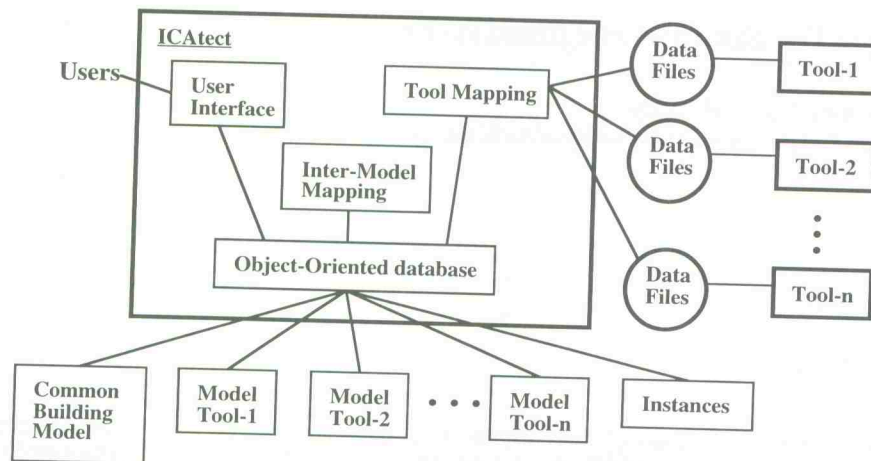 ICAtect
Users
User
Interface
Tool Mapping
Inter-Model
Mapping
Object-Oriented database
Data
Files
Tool-1
Data
Files
Tool-2
Data
Files
Tool-n
Common
Building
Model
Model
Tool-1
Model
Tool-2
Model
Tool-n
Instances